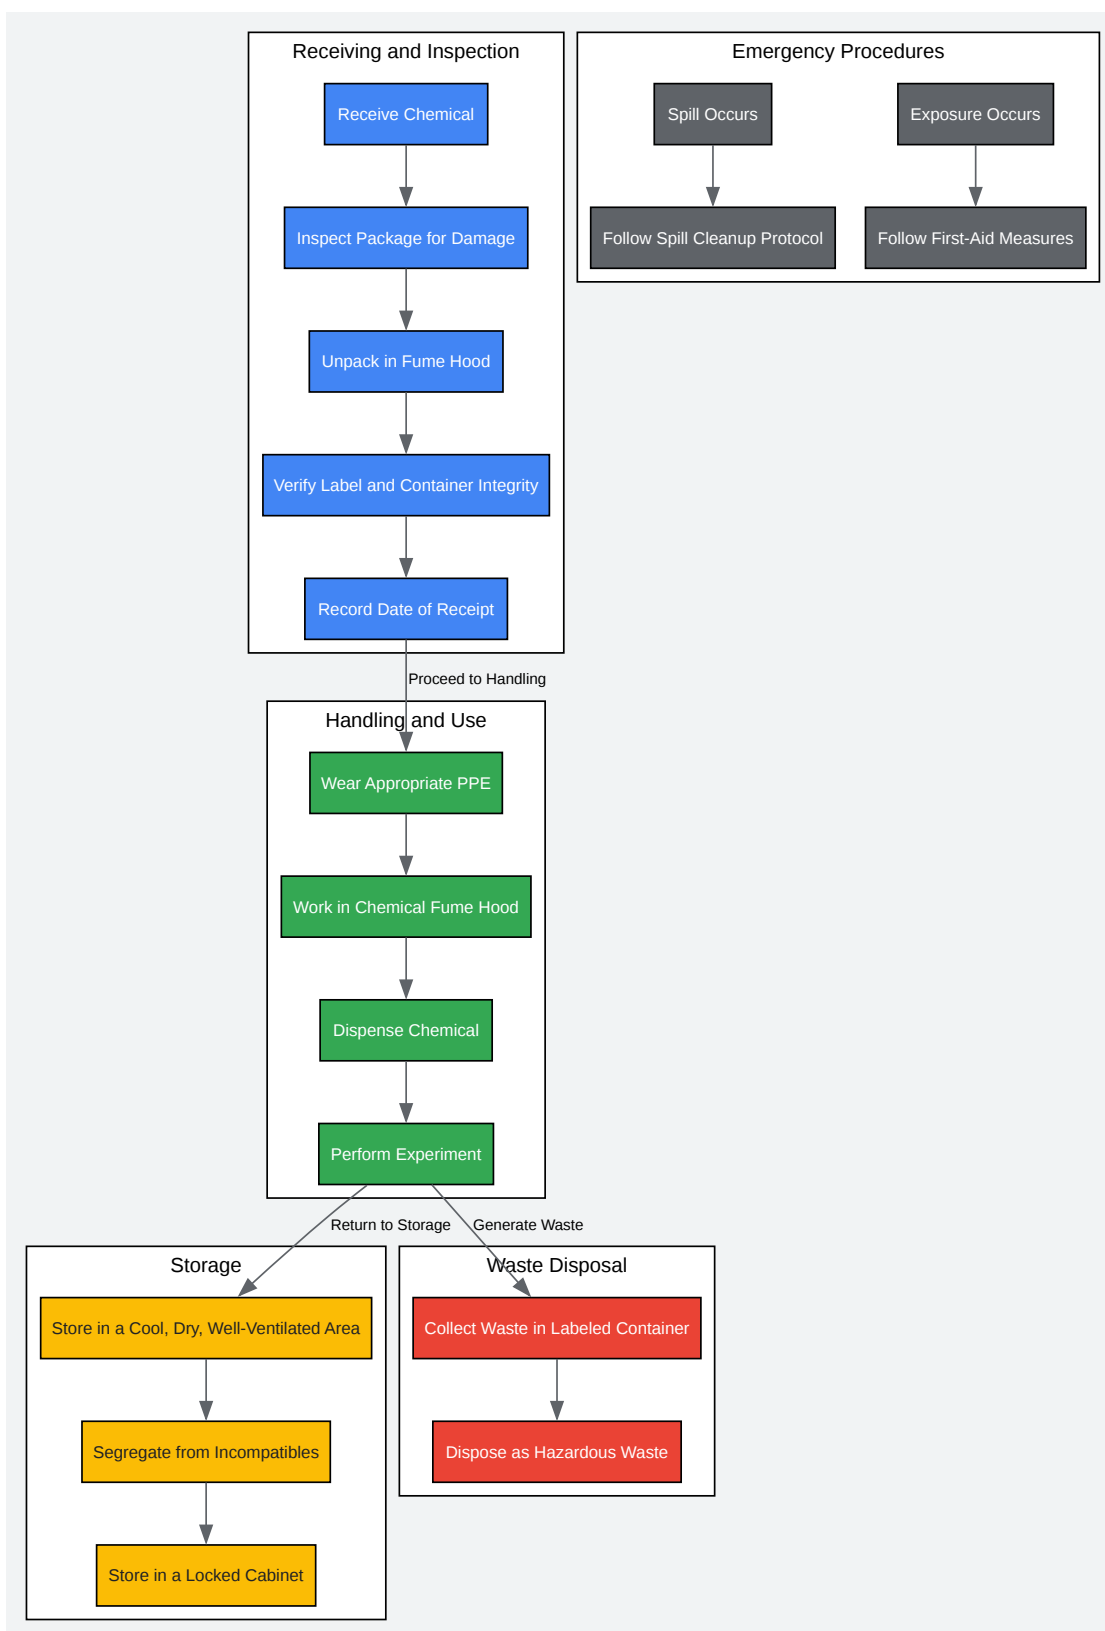 Receiving and Inspection
Receive Chemical
Inspect Package for Damage
Unpack in Fume Hood
Verify Label and Container Integrity
Record Date of Receipt
Emergency Procedures
Spill Occurs
Exposure Occurs
Follow Spill Cleanup Protocol
Follow First-Aid Measures
Proceed to Handling
Handling and Use
Wear Appropriate PPE
Work in Chemical Fume Hood
Dispense Chemical
Perform Experiment
Return to Storage
Generate Waste
Storage
Store in a Cool, Dry, Well-Ventilated Area
Segregate from Incompatibles
Store in a Locked Cabinet
Waste Disposal
Collect Waste in Labeled Container
Dispose as Hazardous Waste